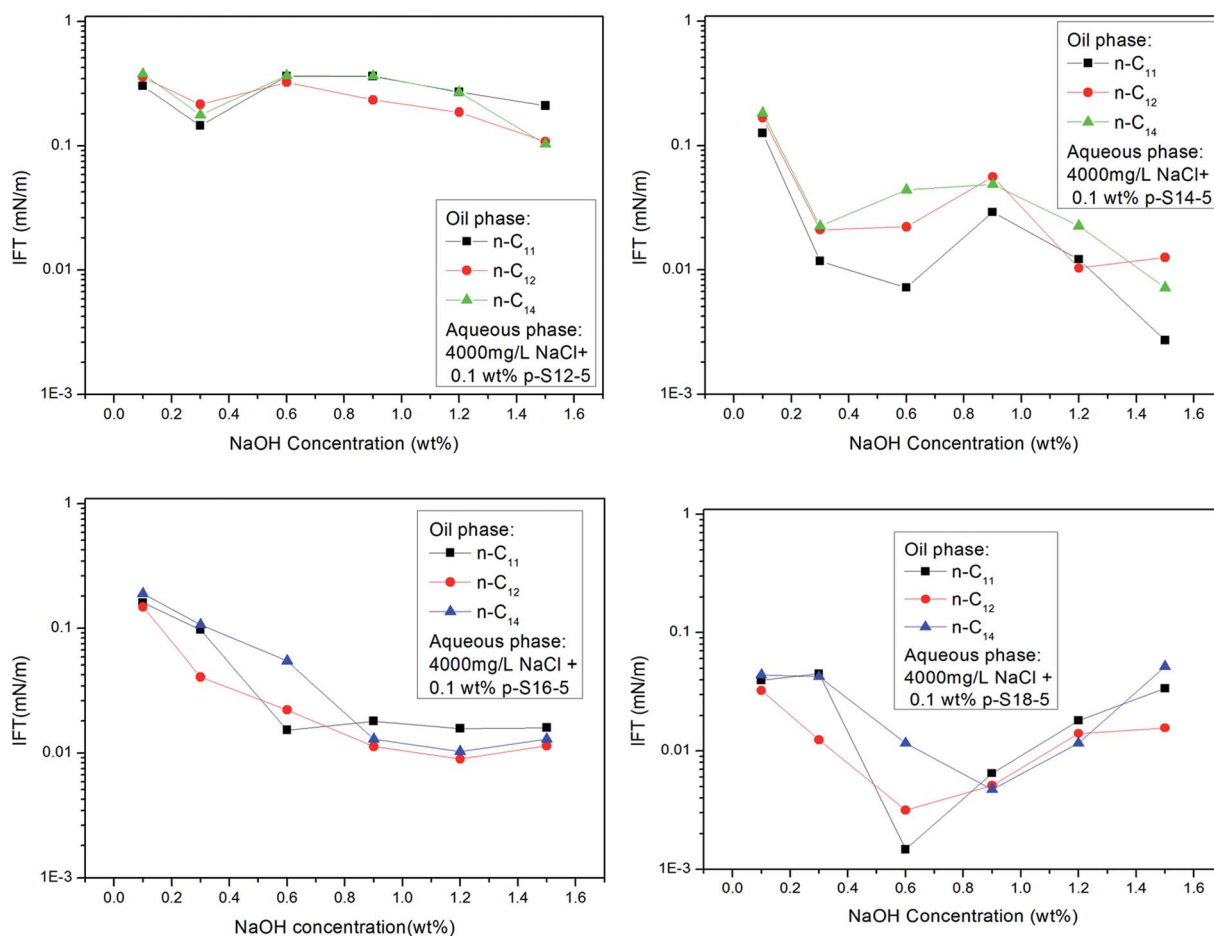 1
0.1
0.01
1E-3
IFT (mN/m)
Oil phase:
n-C₁₁
n-C₁₂
n-C₁₄
Aqueous phase:
4000mg/L NaCl+
0.1 wt% p-S12-5
0.0 0.2 0.4 0.6 0.8 1.0 1.2 1.4 1.6
NaOH Concentration (wt%)
1
0.1
0.01
1E-3
IFT (mN/m)
Oil phase:
n-C₁₁
n-C₁₂
n-C₁₄
Aqueous phase:
4000mg/L NaCl+
0.1 wt% p-S14-5
0.0 0.2 0.4 0.6 0.8 1.0 1.2 1.4 1.6
NaOH Concentration (wt%)
1
0.1
0.01
1E-3
IFT(mN/m)
Oil phase:
n-C₁₁
n-C₁₂
n-C₁₄
Aqueous phase:
4000mg/L NaCl +
0.1 wt% p-S16-5
0.0 0.2 0.4 0.6 0.8 1.0 1.2 1.4 1.6
NaOH concentration(wt%)
1
0.1
0.01
1E-3
IFT (mN/m)
Oil phase:
n-C₁₁
n-C₁₂
n-C₁₄
Aqueous phase:
4000mg/L NaCl +
0.1 wt% p-S18-5
0.0 0.2 0.4 0.6 0.8 1.0 1.2 1.4 1.6
NaOH Concentration (wt%)